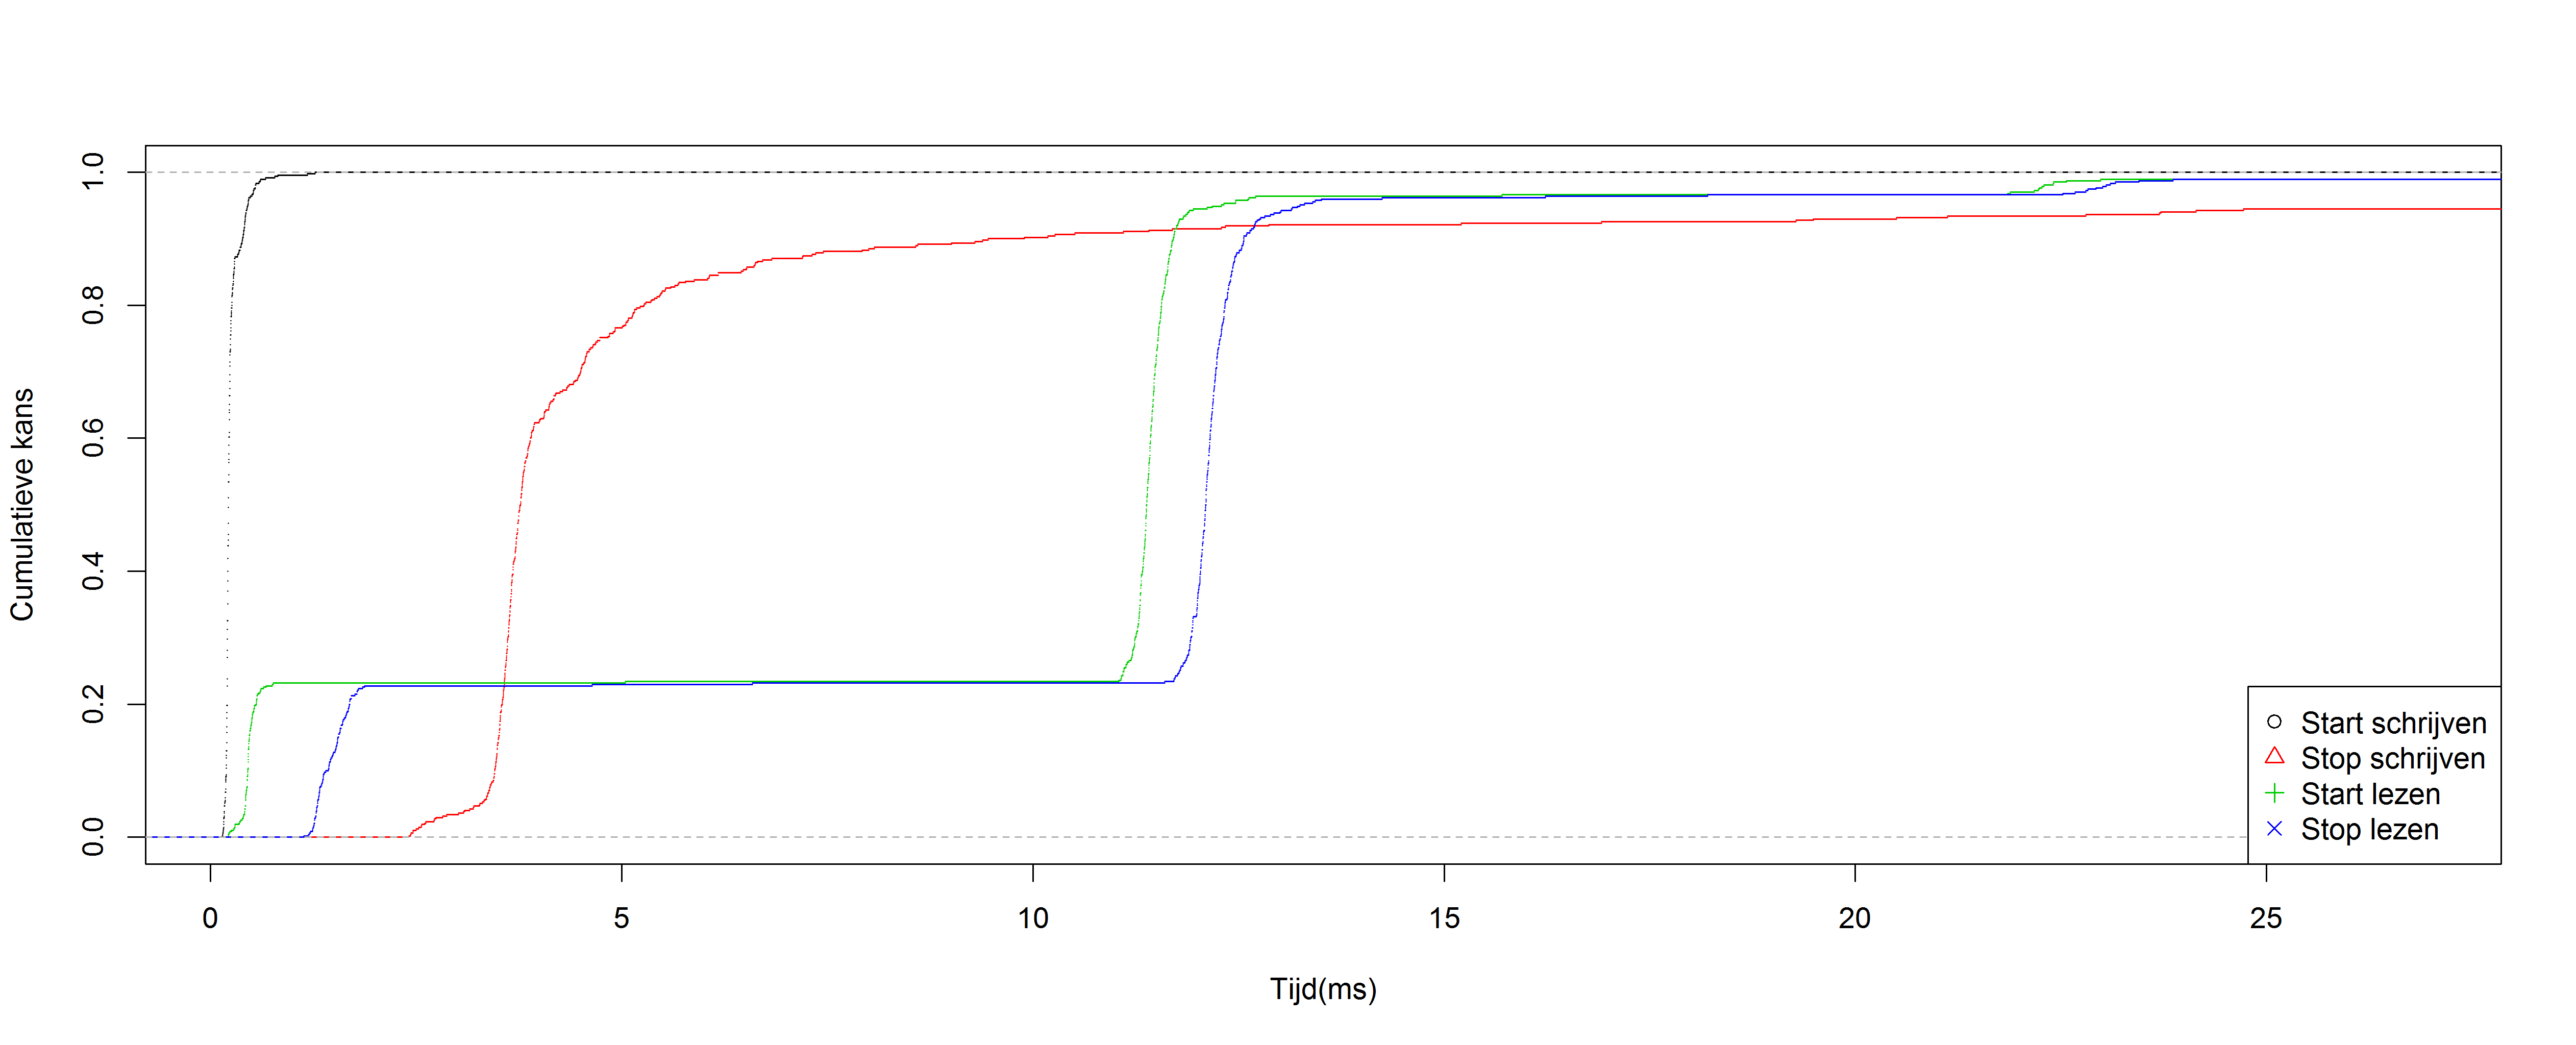 Cumulatieve kans
1.0
0.8
0.6
0.4
0.2
0.0
0 5 10 15 20 25
Tijd(ms)
Start schrijven
Stop schrijven
Start lezen
Stop lezen